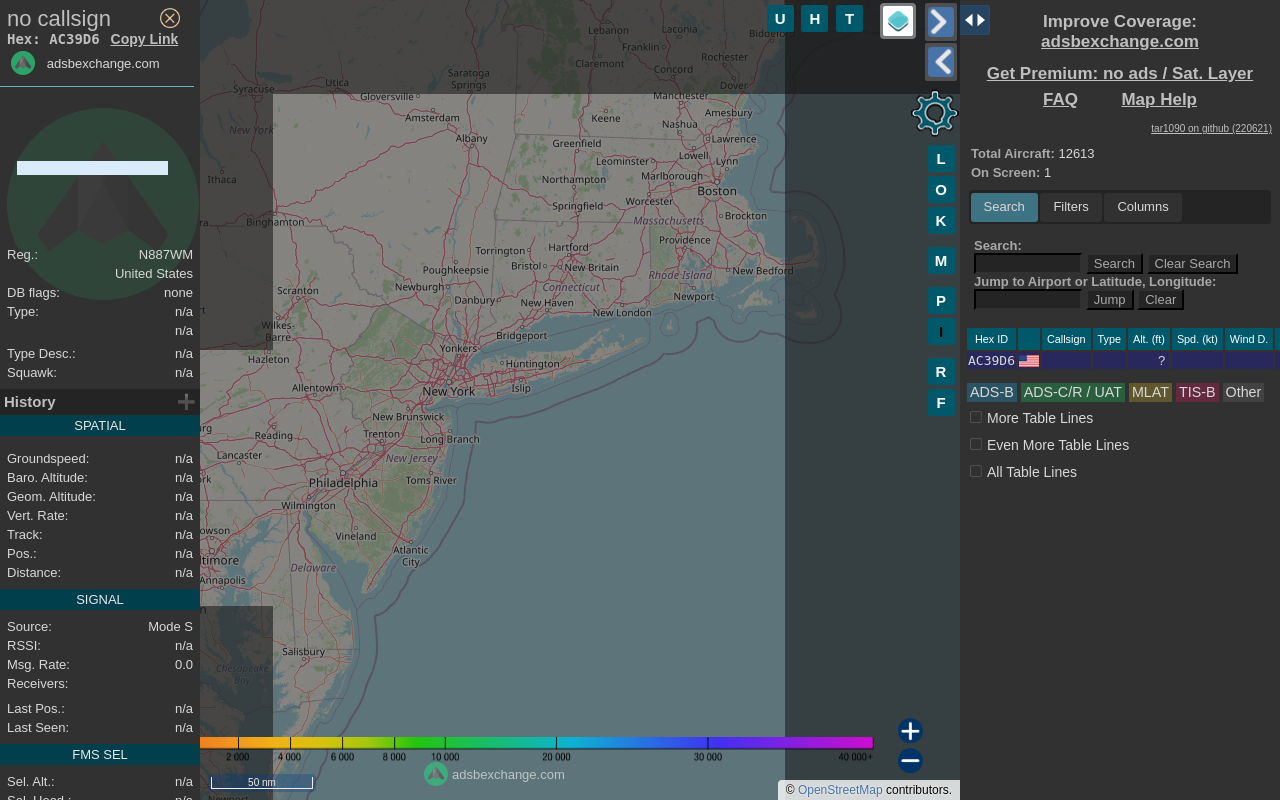 no callsign
Hex: AC39D6 Copy Link
adsbexchange.com
Reg.: N887WM
United States
DB flags: none
Type: n/a
n/a
Type Desc.: n/a
Squawk: n/a
History
SPATIAL
Groundspeed: n/a
Baro. Altitude: n/a
Geom. Altitude: n/a
Vert. Rate: n/a
Track: n/a
Pos.: n/a
Distance: n/a
SIGNAL
Source: Mode S
RSSI: n/a
Msg. Rate: 0.0
Receivers:
Last Pos.: n/a
Last Seen: n/a
FMS SEL
Sel. Alt.: n/a
Sel. Head.: n/a
U H T
L
O
K
M
P
I
R
F
Lebanon
Laconia
Franklin
Rochester
Claremont
Concord
Dover
Utica
Saratoga
Springs
Syracuse
Gloversville
Manchester
Amsterdam
Keene
Amesbury
Nashua
New York
Albany
Greenfield
Lawrence
Leominster
Lowell
Lynn
Ithaca
Northampton
Marlborough
Boston
Springfield
Worcester
Binghamton
Massachusetts
Brockton
Torrington
Hartford
Providence
Poughkeepsie
Bristol
New Britain
New Bedford
Rhode Island
Scranton
Newburgh
Connecticut
Danbury
New Haven
Newport
New London
Wilkes-
Barre
Bridgeport
Yonkers
Hazleton
Huntington
Allentown
New York
Islip
New Brunswick
Reading
Trenton
Long Branch
Lancaster
New Jersey
Philadelphia
Toms River
Wilmington
Vineland
Atlantic
City
Delaware
Annapolis
Salisbury
Chesapeake
Bay
2 000 4 000 6 000 8 000 10 000 20 000 30 000 40 000+
50 nm
adsbexchange.com
© OpenStreetMap contributors.
Improve Coverage:
adsbexchange.com
Get Premium: no ads / Sat. Layer
FAQ Map Help
tar1090 on github (220621)
Total Aircraft: 12613
On Screen: 1
Search Filters Columns
Search:
Search Clear Search
Jump to Airport or Latitude, Longitude:
Jump Clear
Hex ID Callsign Type Alt. (ft) Spd. (kt) Wind D.
AC39D6 ?
ADS-B ADS-C/R / UAT MLAT TIS-B Other
More Table Lines
Even More Table Lines
All Table Lines